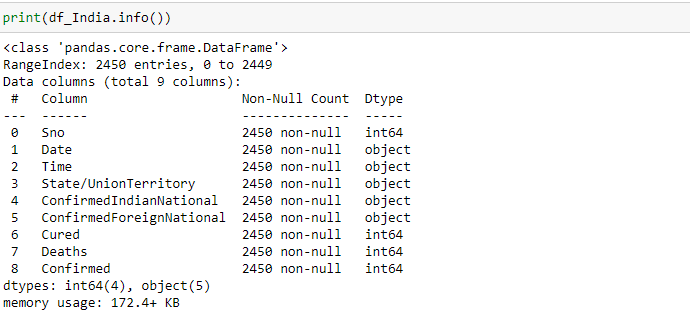 print(df_India.info())
<class 'pandas.core.frame.DataFrame'>
RangeIndex: 2450 entries, 0 to 2449
Data columns (total 9 columns):
 #   Column                    Non-Null Count  Dtype
---  ------                    --------------  -----
 0   Sno                       2450 non-null   int64
 1   Date                      2450 non-null   object
 2   Time                      2450 non-null   object
 3   State/UnionTerritory      2450 non-null   object
 4   ConfirmedIndianNational   2450 non-null   object
 5   ConfirmedForeignNational  2450 non-null   object
 6   Cured                     2450 non-null   int64
 7   Deaths                    2450 non-null   int64
 8   Confirmed                 2450 non-null   int64
dtypes: int64(4), object(5)
memory usage: 172.4+ KB